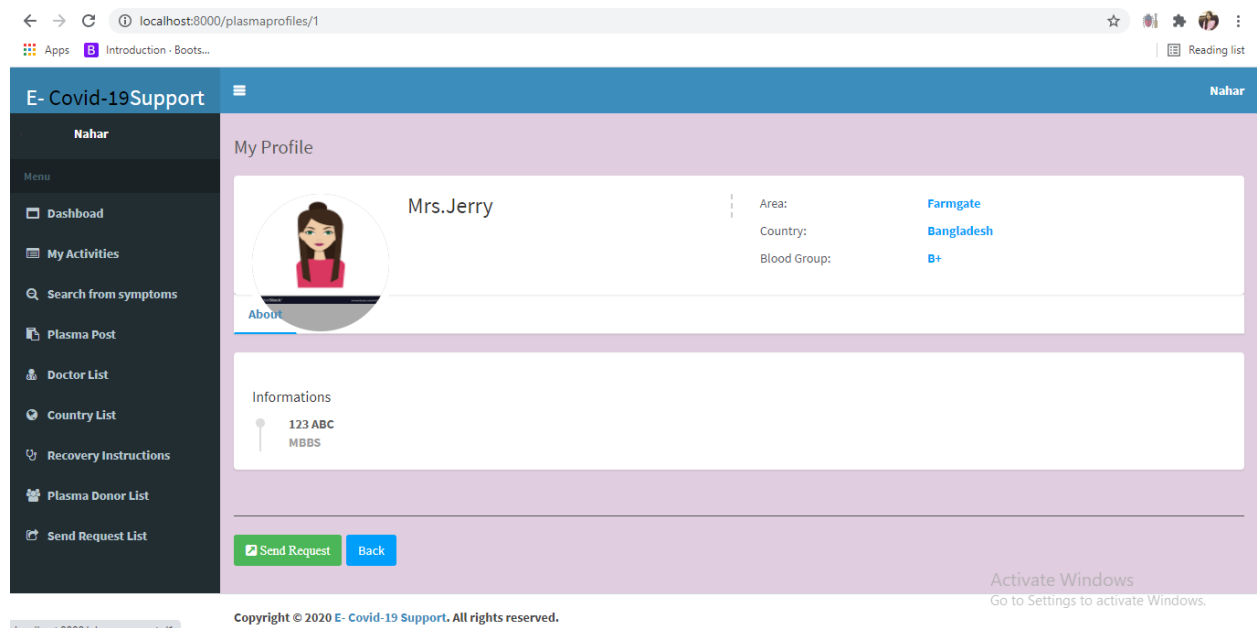 localhost:8000/plasmaprofiles/1
Apps B Introduction · Boots... Reading list
E- Covid-19Support
Nahar
Nahar
Menu
Dashboad
My Activities
Search from symptoms
Plasma Post
Doctor List
Country List
Recovery Instructions
Plasma Donor List
Send Request List
My Profile
Mrs.Jerry
Area: Farmgate
Country: Bangladesh
Blood Group: B+
About
Informations
123 ABC
MBBS
Send Request Back
Activate Windows
Go to Settings to activate Windows.
Copyright © 2020 E- Covid-19 Support. All rights reserved.